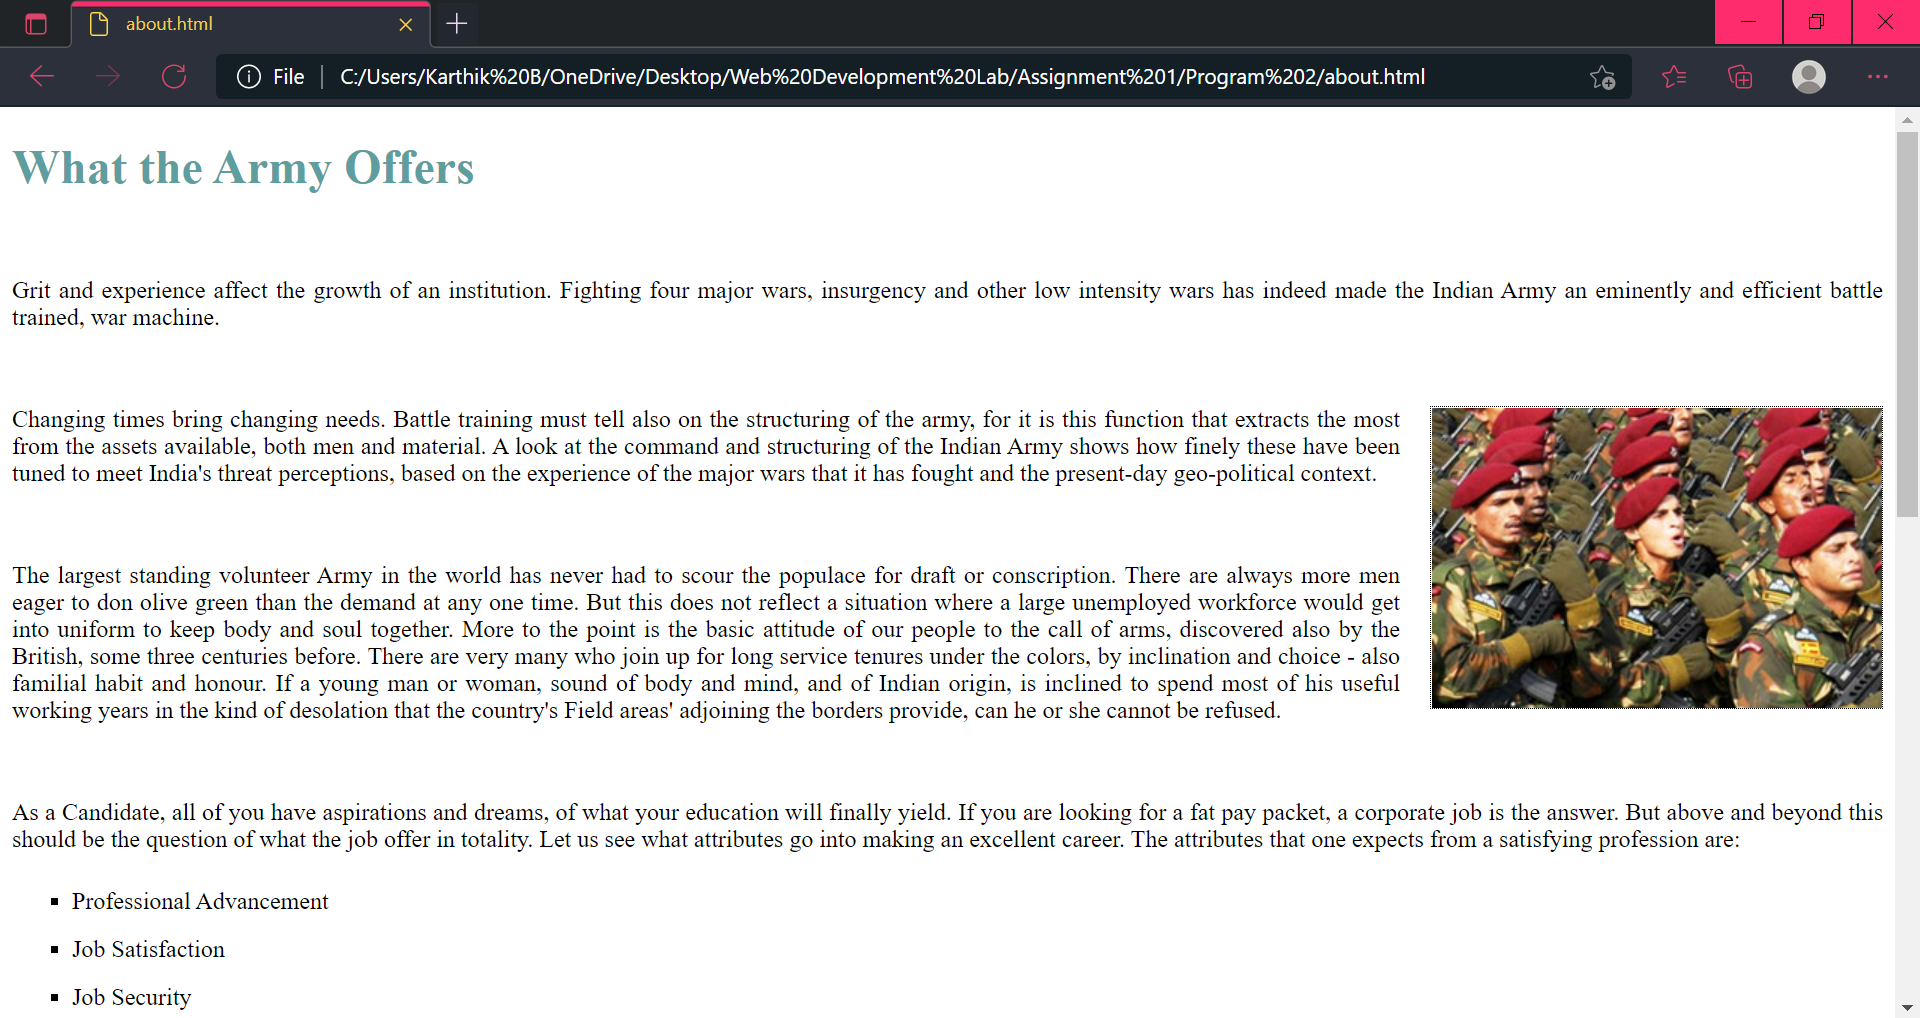 about.html
File
C:/Users/Karthik%20B/OneDrive/Desktop/Web%20Development%20Lab/Assignment%201/Program%202/about.html
What the Army Offers
Grit and experience affect the growth of an institution. Fighting four major wars, insurgency and other low intensity wars has indeed made the Indian Army an eminently and efficient battle
trained, war machine.
Changing times bring changing needs. Battle training must tell also on the structuring of the army, for it is this function that extracts the most
from the assets available, both men and material. A look at the command and structuring of the Indian Army shows how finely these have been
tuned to meet India's threat perceptions, based on the experience of the major wars that it has fought and the present-day geo-political context.
The largest standing volunteer Army in the world has never had to scour the populace for draft or conscription. There are always more men
eager to don olive green than the demand at any one time. But this does not reflect a situation where a large unemployed workforce would get
into uniform to keep body and soul together. More to the point is the basic attitude of our people to the call of arms, discovered also by the
British, some three centuries before. There are very many who join up for long service tenures under the colors, by inclination and choice - also
familial habit and honour. If a young man or woman, sound of body and mind, and of Indian origin, is inclined to spend most of his useful
working years in the kind of desolation that the country's Field areas' adjoining the borders provide, can he or she cannot be refused.
As a Candidate, all of you have aspirations and dreams, of what your education will finally yield. If you are looking for a fat pay packet, a corporate job is the answer. But above and beyond this
should be the question of what the job offer in totality. Let us see what attributes go into making an excellent career. The attributes that one expects from a satisfying profession are:
Professional Advancement
Job Satisfaction
Job Security